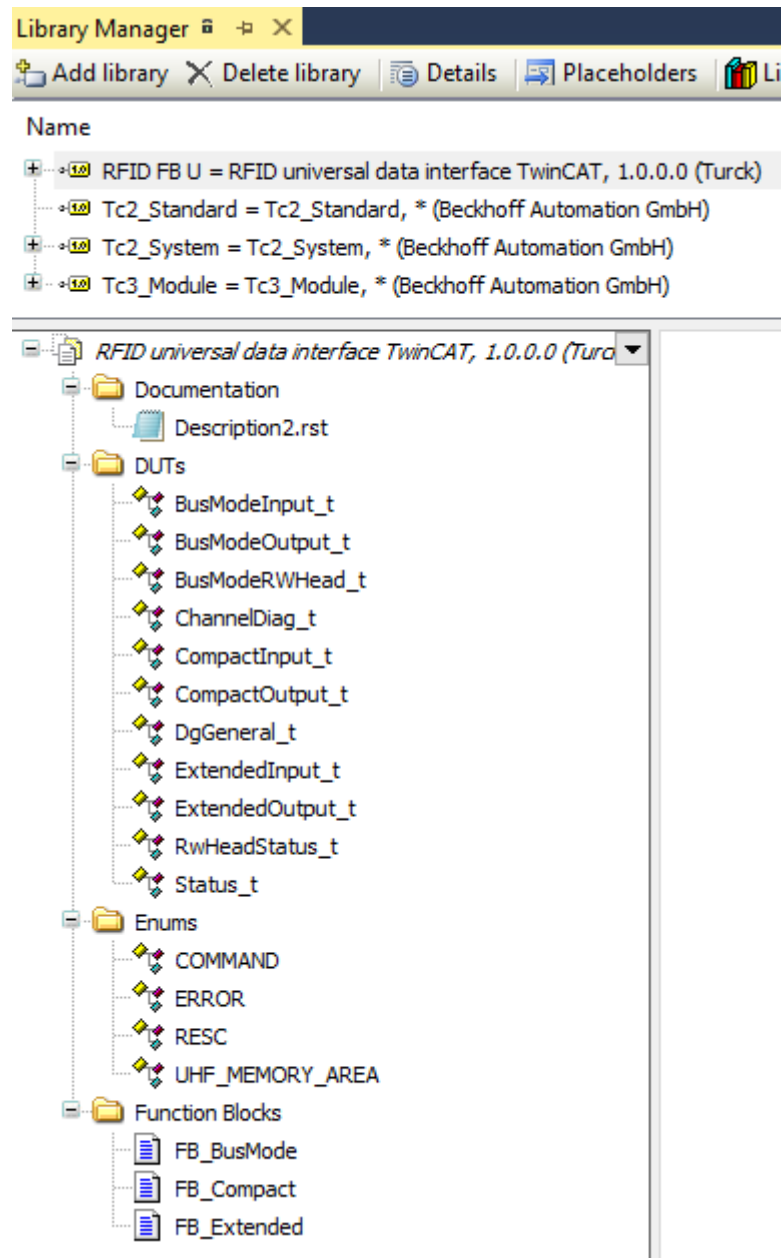 Library Manager
Add library Delete library Details Placeholders Li
Name
RFID FB U = RFID universal data interface TwinCAT, 1.0.0.0 (Turck)
Tc2_Standard = Tc2_Standard, * (Beckhoff Automation GmbH)
Tc2_System = Tc2_System, * (Beckhoff Automation GmbH)
Tc3_Module = Tc3_Module, * (Beckhoff Automation GmbH)
RFID universal data interface TwinCAT, 1.0.0.0 (Turc
Documentation
Description2.rst
DUTs
BusModeInput_t
BusModeOutput_t
BusModeRWHead_t
ChannelDiag_t
CompactInput_t
CompactOutput_t
DgGeneral_t
ExtendedInput_t
ExtendedOutput_t
RwHeadStatus_t
Status_t
Enums
COMMAND
ERROR
RESC
UHF_MEMORY_AREA
Function Blocks
FB_BusMode
FB_Compact
FB_Extended